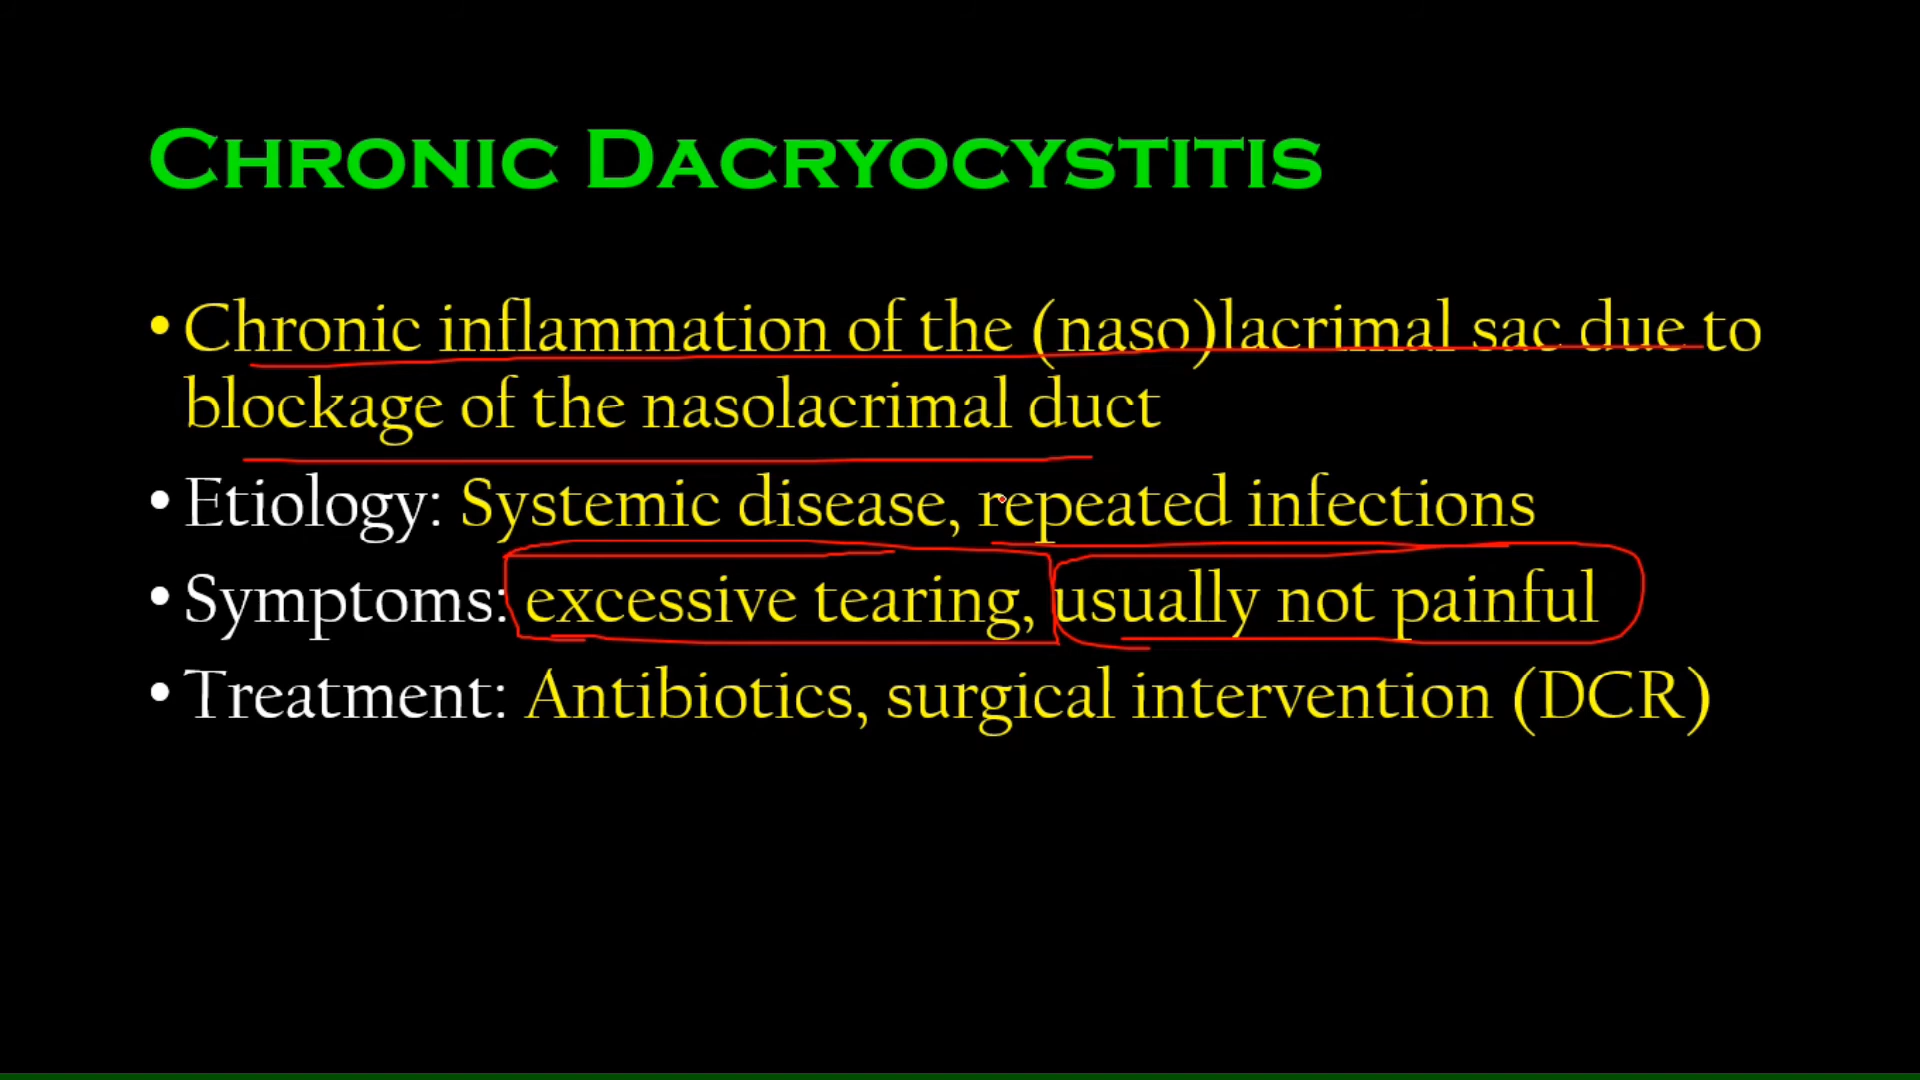 CHRONIC DACRYOCYSTITIS
• Chronic inflammation of the (naso)lacrimal sac due to
blockage of the nasolacrimal duct
• Etiology: Systemic disease, repeated infections
• Symptoms: excessive tearing, usually not painful
• Treatment: Antibiotics, surgical intervention (DCR)